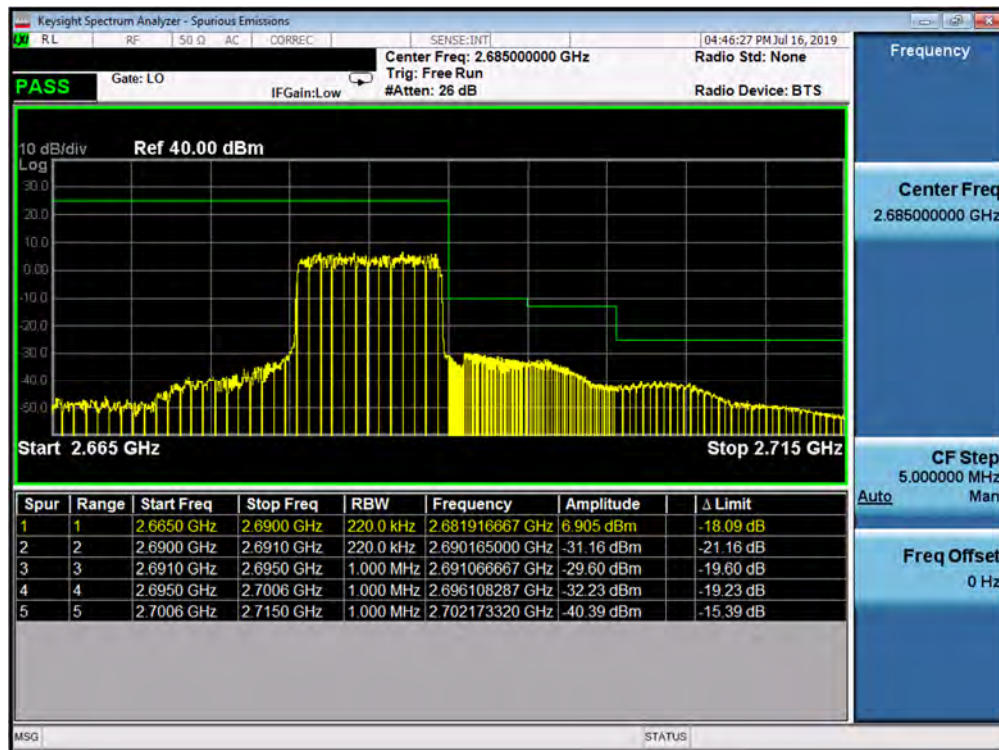 Keysight Spectrum Analyzer - Spurious Emissions
LXI RL RF 50 Ω AC CORREC SENSE:INT 04:46:27 PM Jul 16, 2019
Frequency
Center Freq: 2.685000000 GHz Radio Std: None
PASS Gate: LO Trig: Free Run
IFGain:Low #Atten: 26 dB Radio Device: BTS
10 dB/div Ref 40.00 dBm
Log
30.0
20.0
10.0
0.00
-10.0
-20.0
-30.0
-40.0
-50.0
Start 2.665 GHz Stop 2.715 GHz
Spur Range Start Freq Stop Freq RBW Frequency Amplitude Δ Limit
1 1 2.6650 GHz 2.6900 GHz 220.0 kHz 2.681916667 GHz 6.905 dBm -18.09 dB
2 2 2.6900 GHz 2.6910 GHz 220.0 kHz 2.690165000 GHz -31.16 dBm -21.16 dB
3 3 2.6910 GHz 2.6950 GHz 1.000 MHz 2.691066667 GHz -29.60 dBm -19.60 dB
4 4 2.6950 GHz 2.7006 GHz 1.000 MHz 2.696108287 GHz -32.23 dBm -19.23 dB
5 5 2.7006 GHz 2.7150 GHz 1.000 MHz 2.702173320 GHz -40.39 dBm -15.39 dB
Center Freq
2.685000000 GHz
CF Step
5.000000 MHz
Auto Man
Freq Offset
0 Hz
MSG STATUS